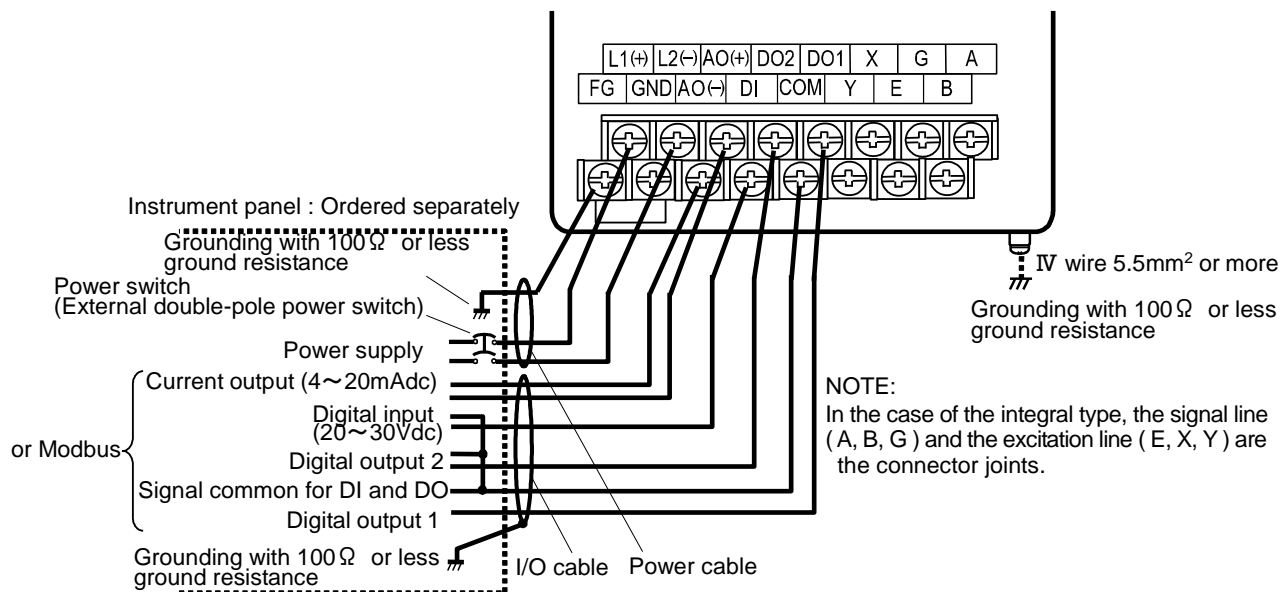 L1(+) L2(−) AO(+) DO2 DO1 X G A
FG GND AO(−) DI COM Y E B
Instrument panel : Ordered separately
Grounding with 100Ω or less
ground resistance
Power switch
(External double-pole power switch)
Power supply
Current output (4～20mAdc)
Digital input
(20～30Vdc)
or Modbus
Digital output 2
Signal common for DI and DO
Digital output 1
Grounding with 100Ω or less
ground resistance
I/O cable
Power cable
Ⅳ wire 5.5mm² or more
Grounding with 100Ω or less
ground resistance
NOTE:
In the case of the integral type, the signal line
( A, B, G ) and the excitation line ( E, X, Y ) are
the connector joints.